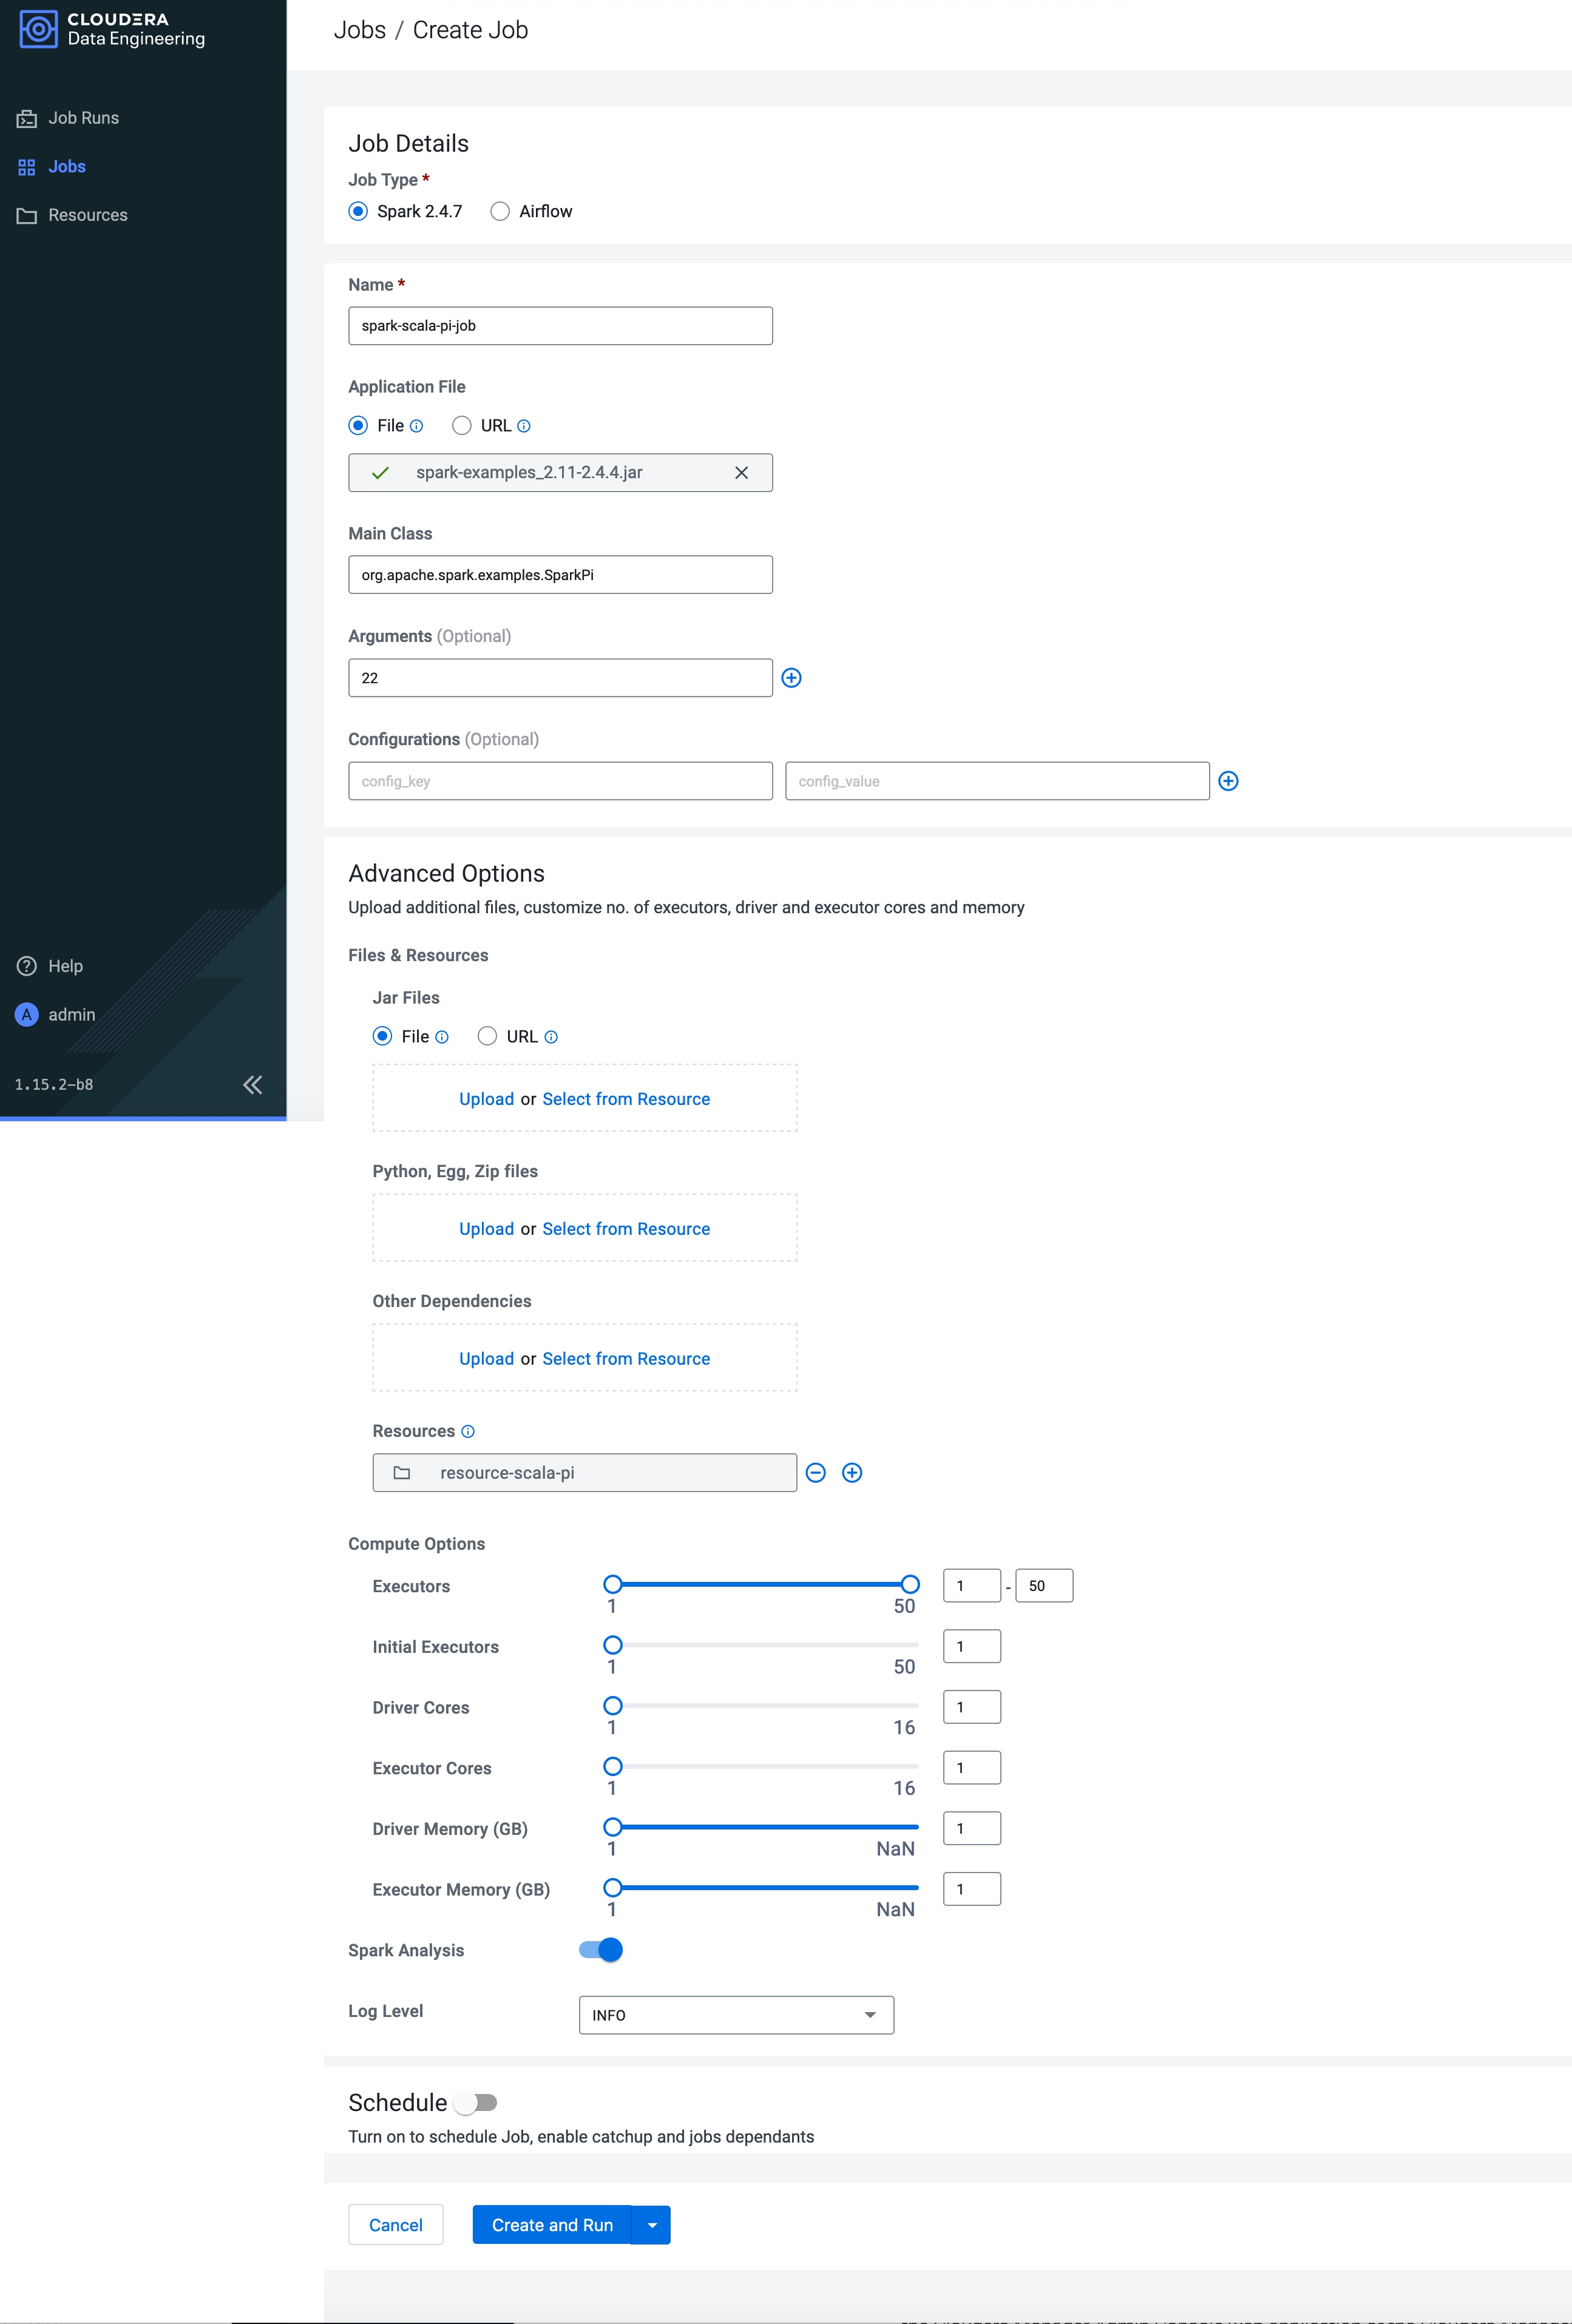 CLOUDERA
Data Engineering
Job Runs
Jobs
Resources
Help
A admin
1.15.2-b8
Jobs / Create Job
Job Details
Job Type *
Spark 2.4.7 Airflow
Name *
spark-scala-pi-job
Application File
File URL
spark-examples_2.11-2.4.4.jar
Main Class
org.apache.spark.examples.SparkPi
Arguments (Optional)
22
Configurations (Optional)
config_key config_value
Advanced Options
Upload additional files, customize no. of executors, driver and executor cores and memory
Files & Resources
Jar Files
File URL
Upload or Select from Resource
Python, Egg, Zip files
Upload or Select from Resource
Other Dependencies
Upload or Select from Resource
Resources
resource-scala-pi
Compute Options
Executors 1 - 50
1 50
Initial Executors 1
1 50
Driver Cores 1
1 16
Executor Cores 1
1 16
Driver Memory (GB) 1
1 NaN
Executor Memory (GB) 1
1 NaN
Spark Analysis
Log Level INFO
Schedule
Turn on to schedule Job, enable catchup and jobs dependants
Cancel Create and Run